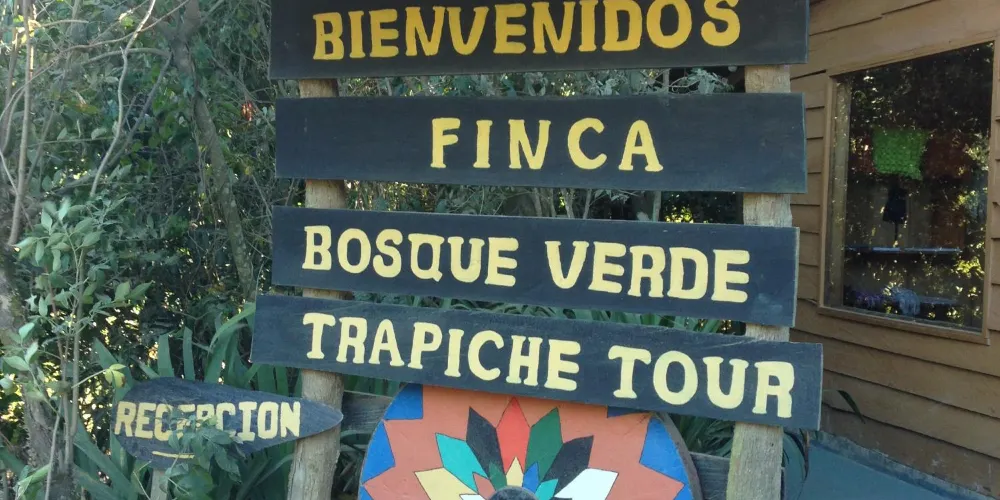 BIENVENIDOS
FINCA
BOSQUE VERDE
TRAPICHE TOUR
RECEPCION